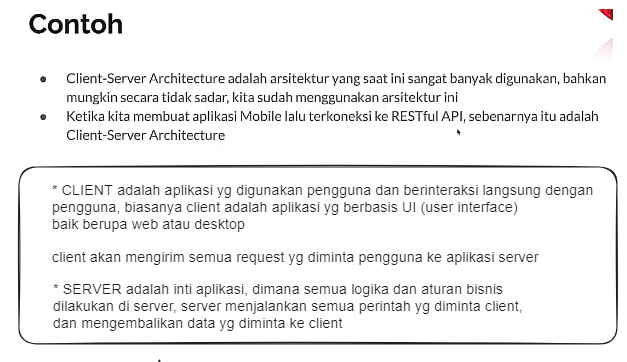 Contoh
● Client-Server Architecture adalah arsitektur yang saat ini sangat banyak digunakan, bahkan
mungkin secara tidak sadar, kita sudah menggunakan arsitektur ini
● Ketika kita membuat aplikasi Mobile lalu terkoneksi ke RESTful API, sebenarnya itu adalah
Client-Server Architecture
* CLIENT adalah aplikasi yg digunakan pengguna dan berinteraksi langsung dengan
pengguna, biasanya client adalah aplikasi yg berbasis UI (user interface)
baik berupa web atau desktop
client akan mengirim semua request yg diminta pengguna ke aplikasi server
* SERVER adalah inti aplikasi, dimana semua logika dan aturan bisnis
dilakukan di server, server menjalankan semua perintah yg diminta client,
dan mengembalikan data yg diminta ke client